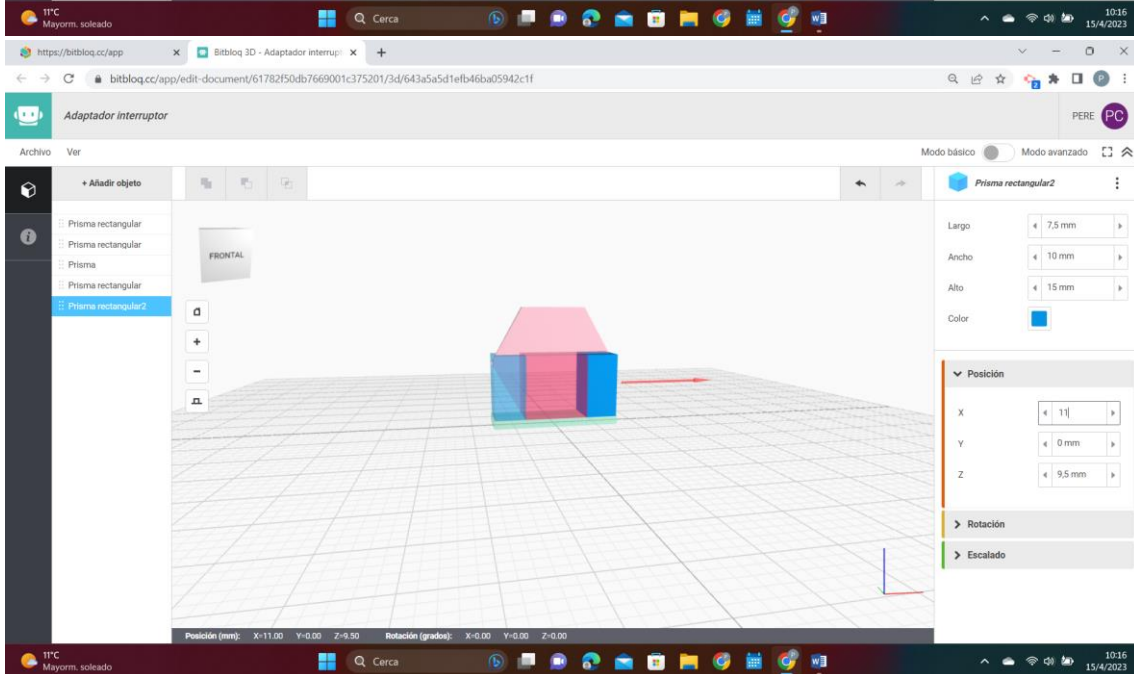 11°C
Mayorm. soleado
Cerca
10:16
15/4/2023
https://bitbloq.cc/app
Bitbloq 3D - Adaptador interrupt
bitbloq.cc/app/edit-document/61782f50db7669001c375201/3d/643a5a5d1efb46ba05942c1f
P
Adaptador interruptor
PERE PC
Archivo Ver
Modo básico Modo avanzado
+ Añadir objeto
Prisma rectangular
Prisma rectangular
Prisma
Prisma rectangular
Prisma rectangular2
FRONTAL
Prisma rectangular2
Largo 7,5 mm
Ancho 10 mm
Alto 15 mm
Color
Posición
X 11
Y 0 mm
Z 9,5 mm
Rotación
Escalado
Posición (mm): X=11.00 Y=0.00 Z=9.50 Rotación (grados): X=0.00 Y=0.00 Z=0.00
11°C
Mayorm. soleado
Cerca
10:16
15/4/2023